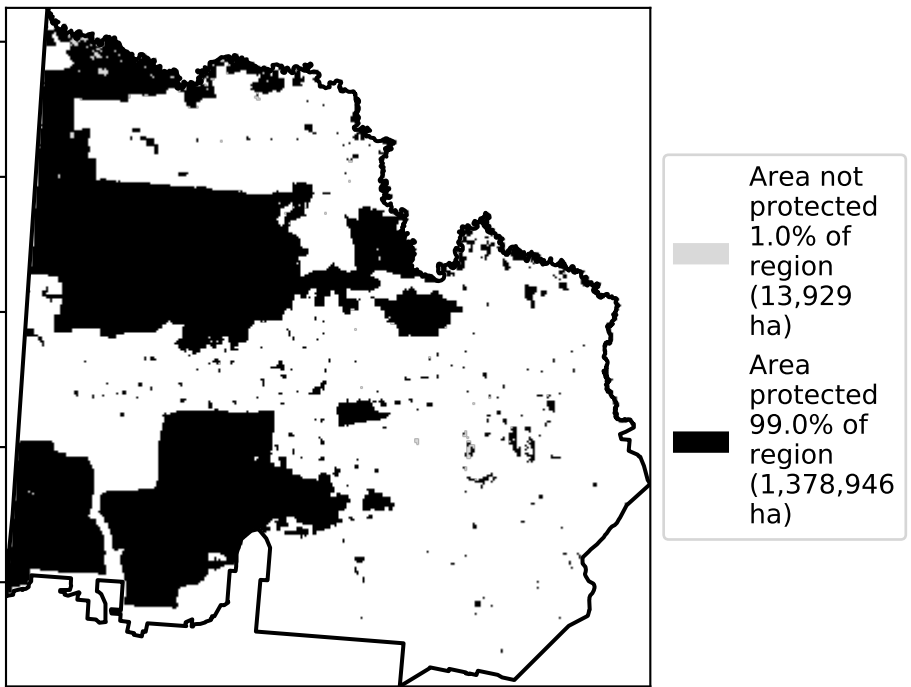 Area not
protected
1.0% of
region
(13,929
ha)
Area
protected
99.0% of
region
(1,378,946
ha)